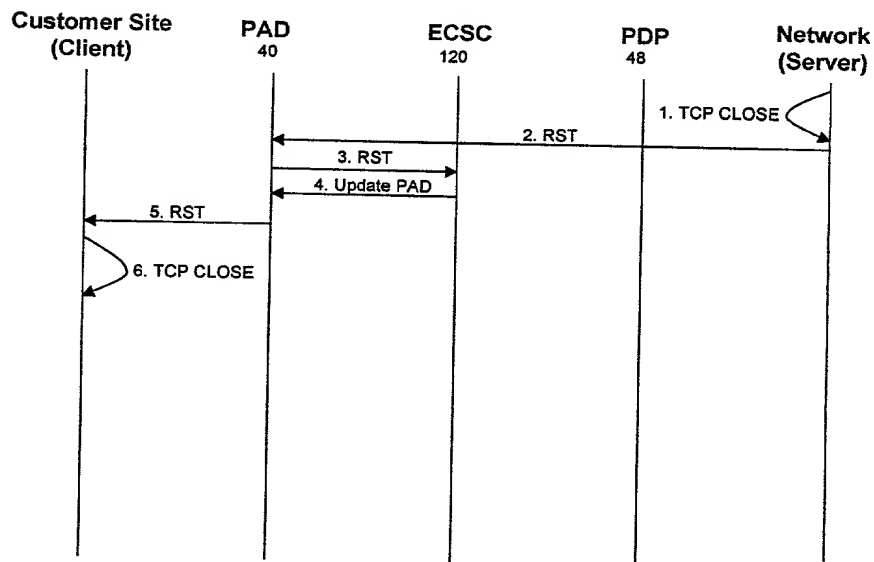 Customer Site
(Client)
PAD
40
ECSC
120
PDP
48
Network
(Server)
1. TCP CLOSE
2. RST
3. RST
4. Update PAD
5. RST
6. TCP CLOSE